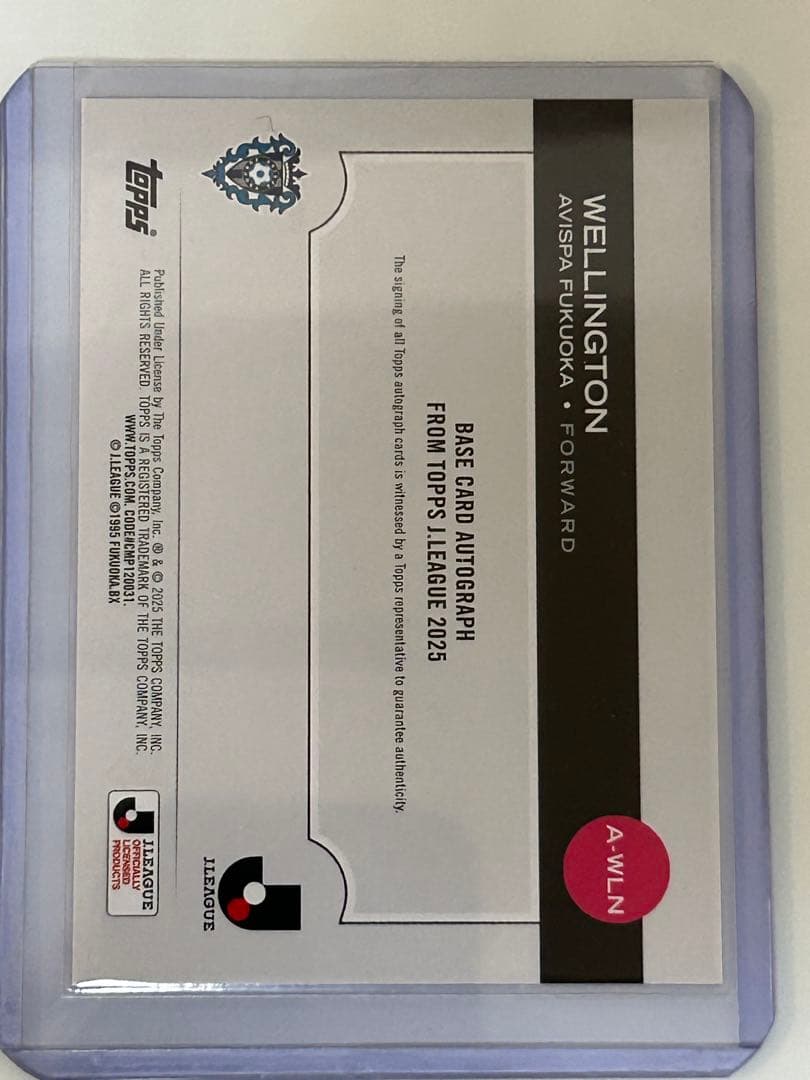 WELLINGTON
AVISPA FUKUOKA • FORWARD
A-WLN
BASE CARD AUTOGRAPH
FROM TOPPS J.LEAGUE 2025
The signing of all Topps autograph cards is witnessed by a Topps representative to guarantee authenticity.
J.LEAGUE
topps®
Published Under License by The Topps Company, Inc. ® & © 2025 THE TOPPS COMPANY, INC.
ALL RIGHTS RESERVED. TOPPS IS A REGISTERED TRADEMARK OF THE TOPPS COMPANY, INC.
WWW.TOPPS.COM. CODE#CMP120031.
© J.LEAGUE ©1995 FUKUOKA.BX
J.LEAGUE
OFFICIALLY
LICENSED
PRODUCTS